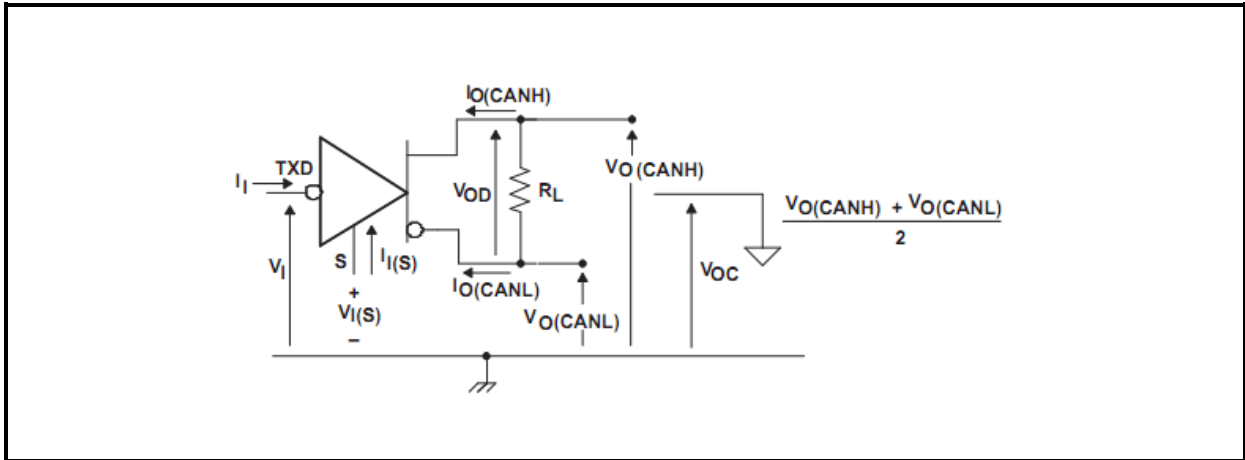 IO(CANH)
II
TXD
VOD
RL
VO (CANH)
VO(CANH) + VO(CANL)
2
VI
S
II(S)
+
VI(S)
–
IO(CANL)
VO(CANL)
VOC